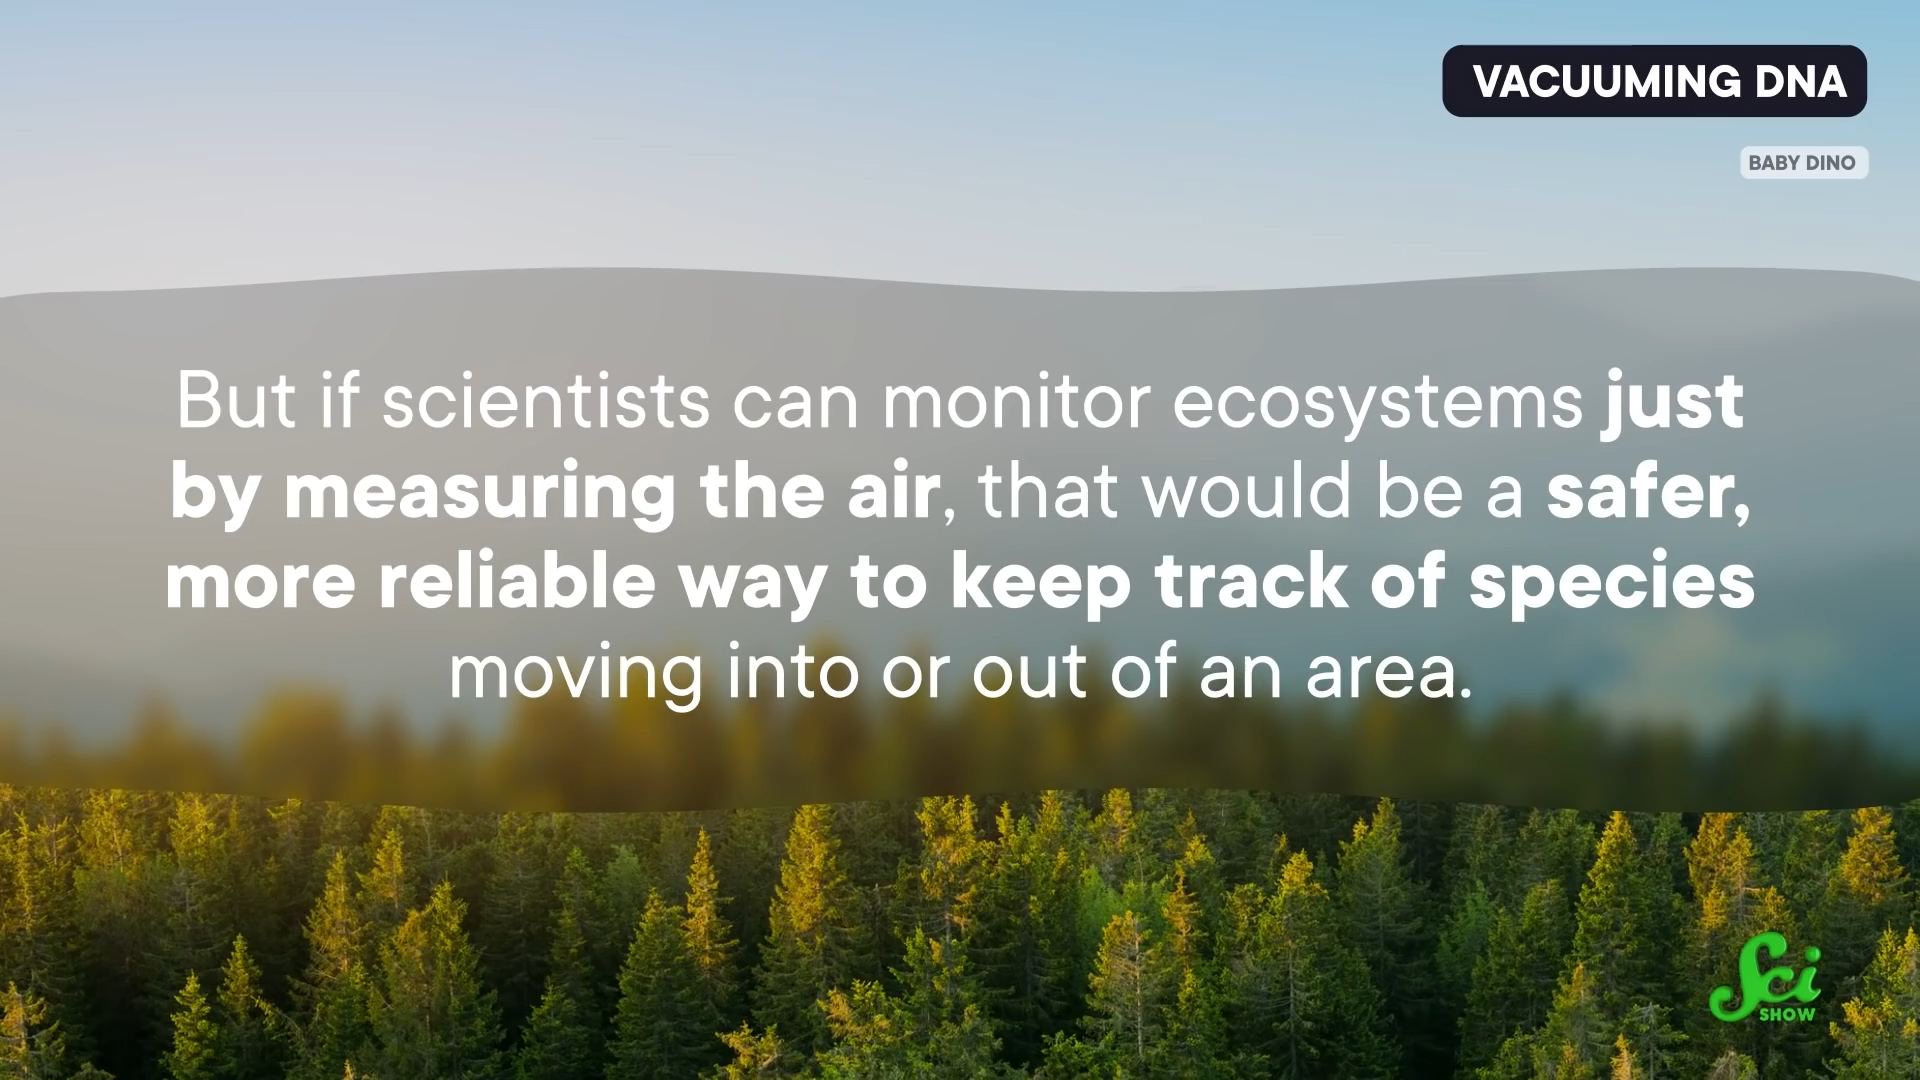 VACUUMING DNA
BABY DINO
But if scientists can monitor ecosystems just
by measuring the air, that would be a safer,
more reliable way to keep track of species
moving into or out of an area.
Sci
SHOW